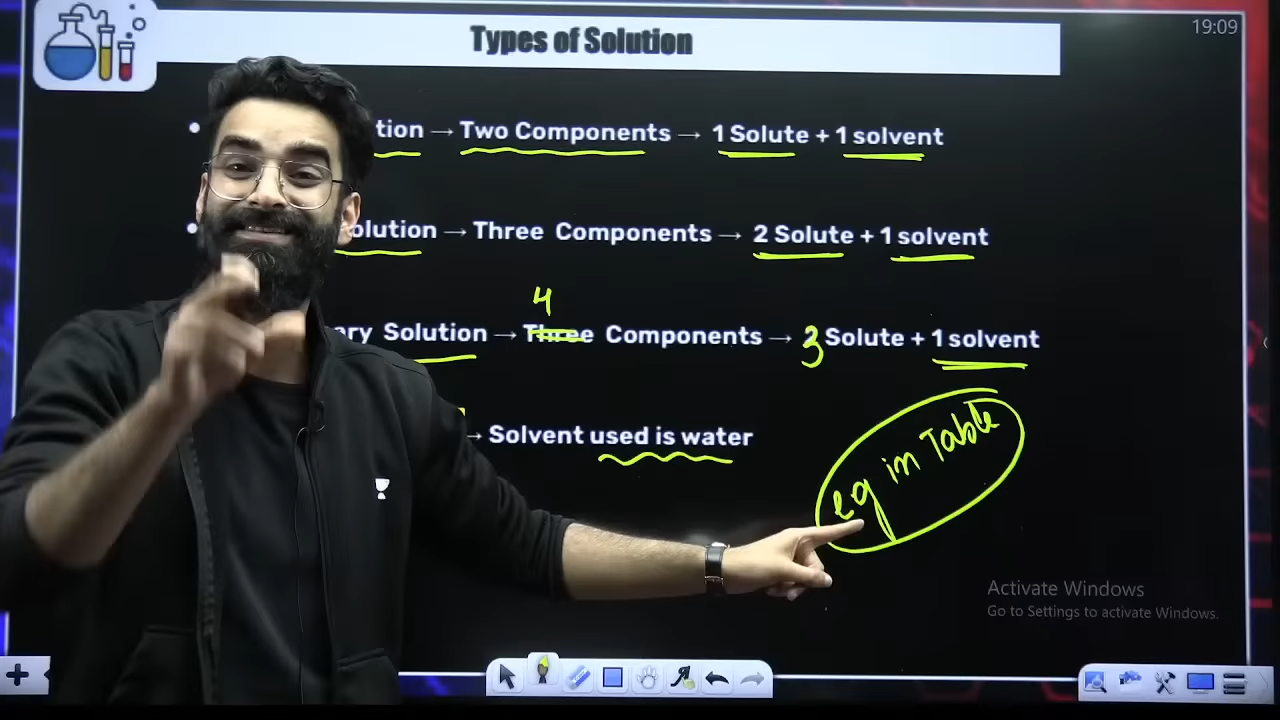 19:09
Types of Solution
tion → Two Components → 1 Solute + 1 solvent
olution → Three Components → 2 Solute + 1 solvent
4
ry Solution → Three Components → 3 Solute + 1 solvent
→ Solvent used is water
eg in Table
Activate Windows
Go to Settings to activate Windows.